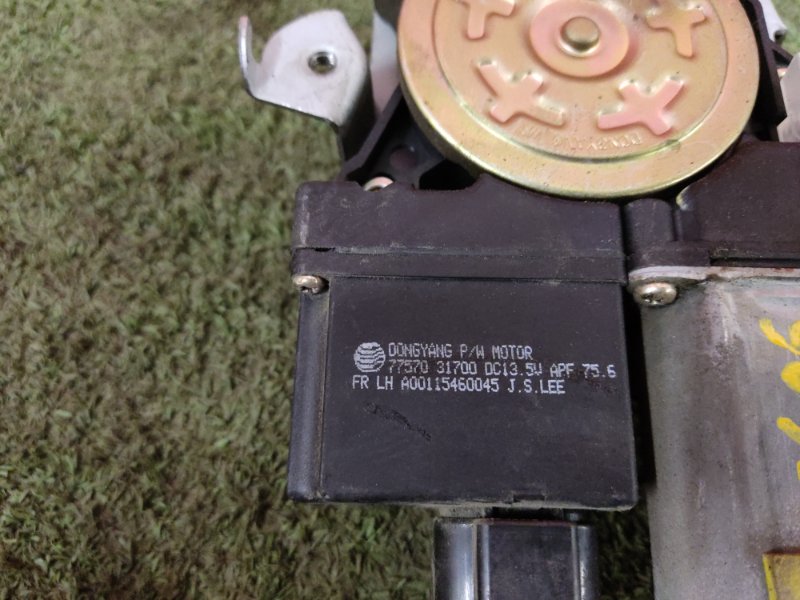 DONGYANG P/W MOTOR
77570 31700 DC13.5V APF 75.6
FR LH A00115460045 J.S.LEE